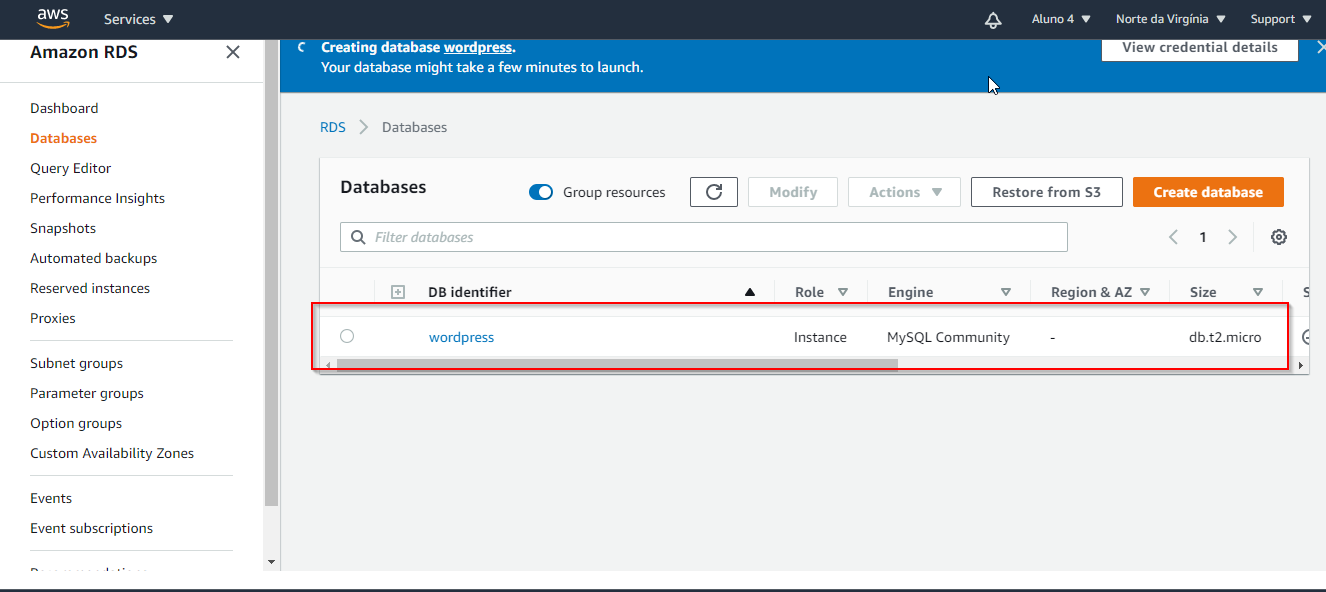 aws Services Aluno 4 Norte da Virgínia Support
Amazon RDS
Dashboard
Databases
Query Editor
Performance Insights
Snapshots
Automated backups
Reserved instances
Proxies
Subnet groups
Parameter groups
Option groups
Custom Availability Zones
Events
Event subscriptions
Creating database wordpress.
Your database might take a few minutes to launch.
View credential details
RDS Databases
Databases
Group resources
Modify
Actions
Restore from S3
Create database
Filter databases
1
DB identifier Role Engine Region & AZ Size
wordpress Instance MySQL Community - db.t2.micro